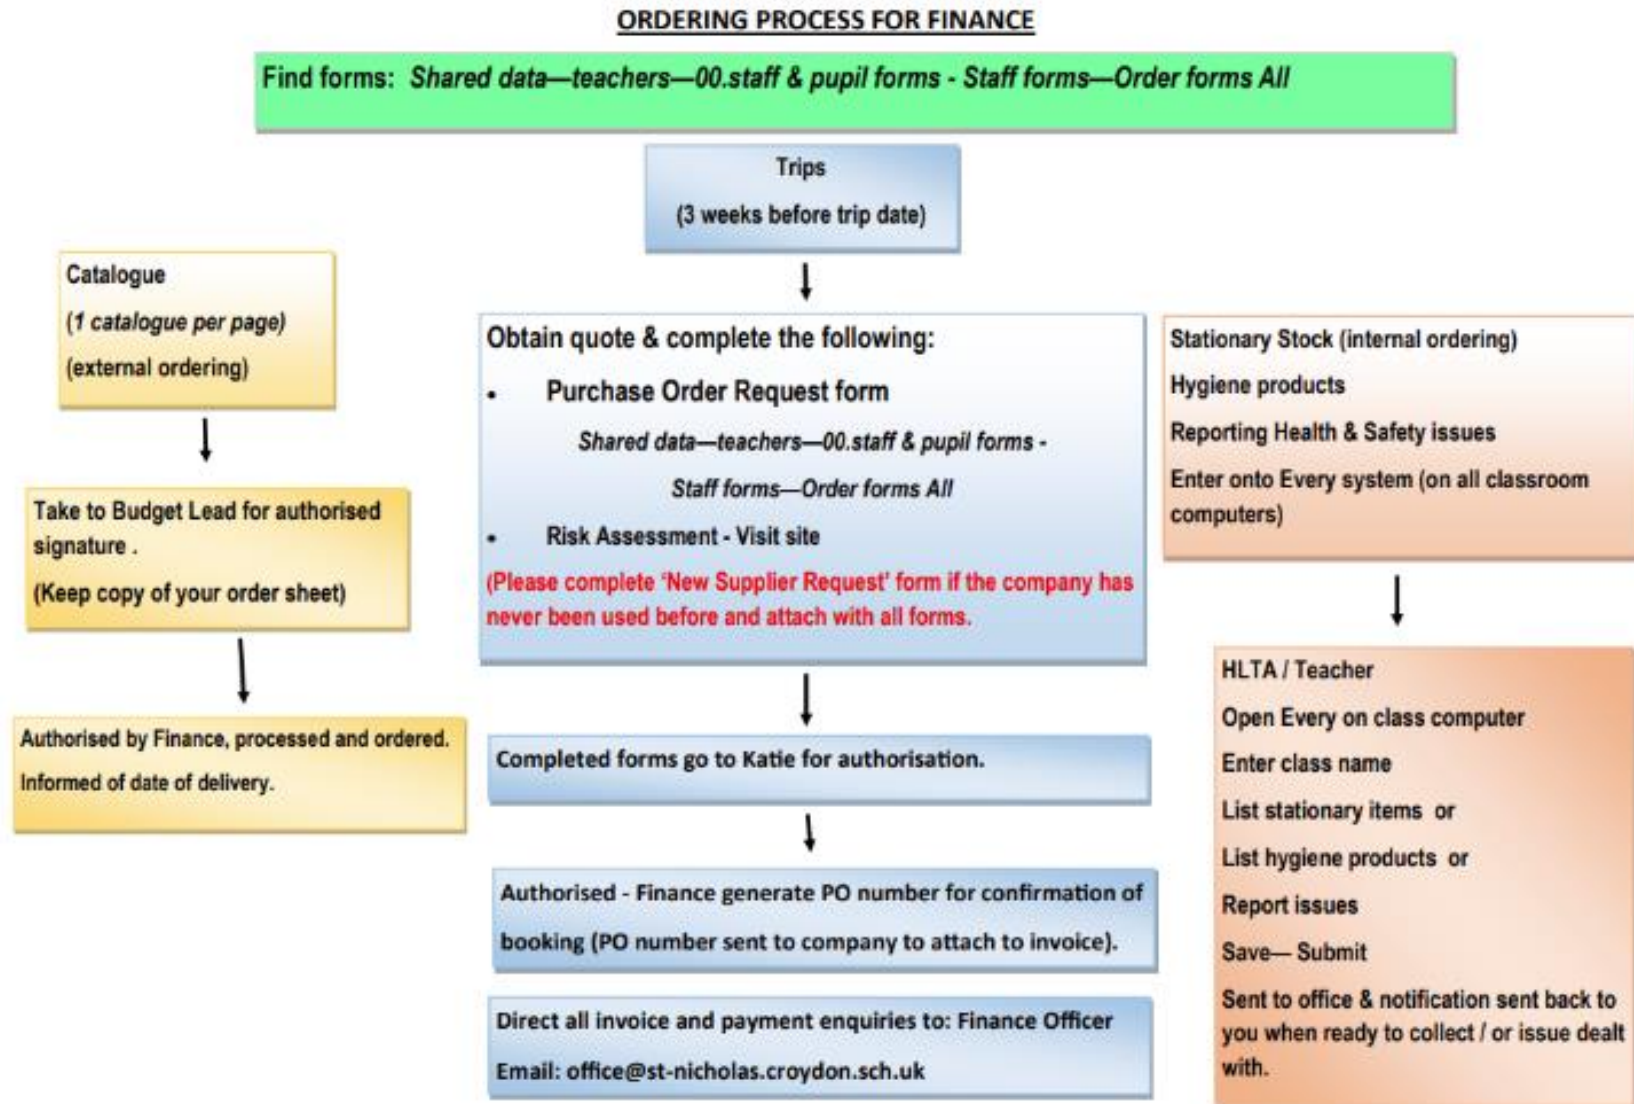 ORDERING PROCESS FOR FINANCE
Find forms: Shared data—teachers—00.staff & pupil forms - Staff forms—Order forms All
Trips
(3 weeks before trip date)
Catalogue
(1 catalogue per page)
(external ordering)
Take to Budget Lead for authorised
signature .
(Keep copy of your order sheet)
Authorised by Finance, processed and ordered.
Informed of date of delivery.
Obtain quote & complete the following:
• Purchase Order Request form
Shared data—teachers—00.staff & pupil forms -
Staff forms—Order forms All
• Risk Assessment - Visit site
(Please complete ‘New Supplier Request’ form if the company has
never been used before and attach with all forms.
Completed forms go to Katie for authorisation.
Authorised - Finance generate PO number for confirmation of
booking (PO number sent to company to attach to invoice).
Direct all invoice and payment enquiries to: Finance Officer
Email: office@st-nicholas.croydon.sch.uk
Stationary Stock (internal ordering)
Hygiene products
Reporting Health & Safety issues
Enter onto Every system (on all classroom
computers)
HLTA / Teacher
Open Every on class computer
Enter class name
List stationary items or
List hygiene products or
Report issues
Save— Submit
Sent to office & notification sent back to
you when ready to collect / or issue dealt
with.